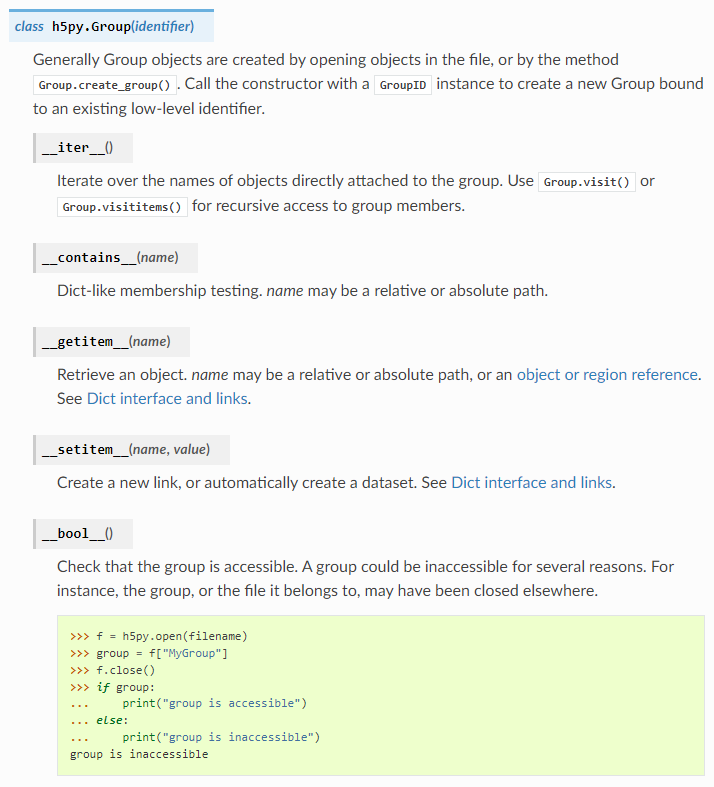 class h5py.Group(identifier)
Generally Group objects are created by opening objects in the file, or by the method
Group.create_group(). Call the constructor with a GroupID instance to create a new Group bound
to an existing low-level identifier.
__iter__()
Iterate over the names of objects directly attached to the group. Use Group.visit() or
Group.visititems() for recursive access to group members.
__contains__(name)
Dict-like membership testing. name may be a relative or absolute path.
__getitem__(name)
Retrieve an object. name may be a relative or absolute path, or an object or region reference.
See Dict interface and links.
__setitem__(name, value)
Create a new link, or automatically create a dataset. See Dict interface and links.
__bool__()
Check that the group is accessible. A group could be inaccessible for several reasons. For
instance, the group, or the file it belongs to, may have been closed elsewhere.
>>> f = h5py.open(filename)
>>> group = f["MyGroup"]
>>> f.close()
>>> if group:
...     print("group is accessible")
... else:
...     print("group is inaccessible")
group is inaccessible